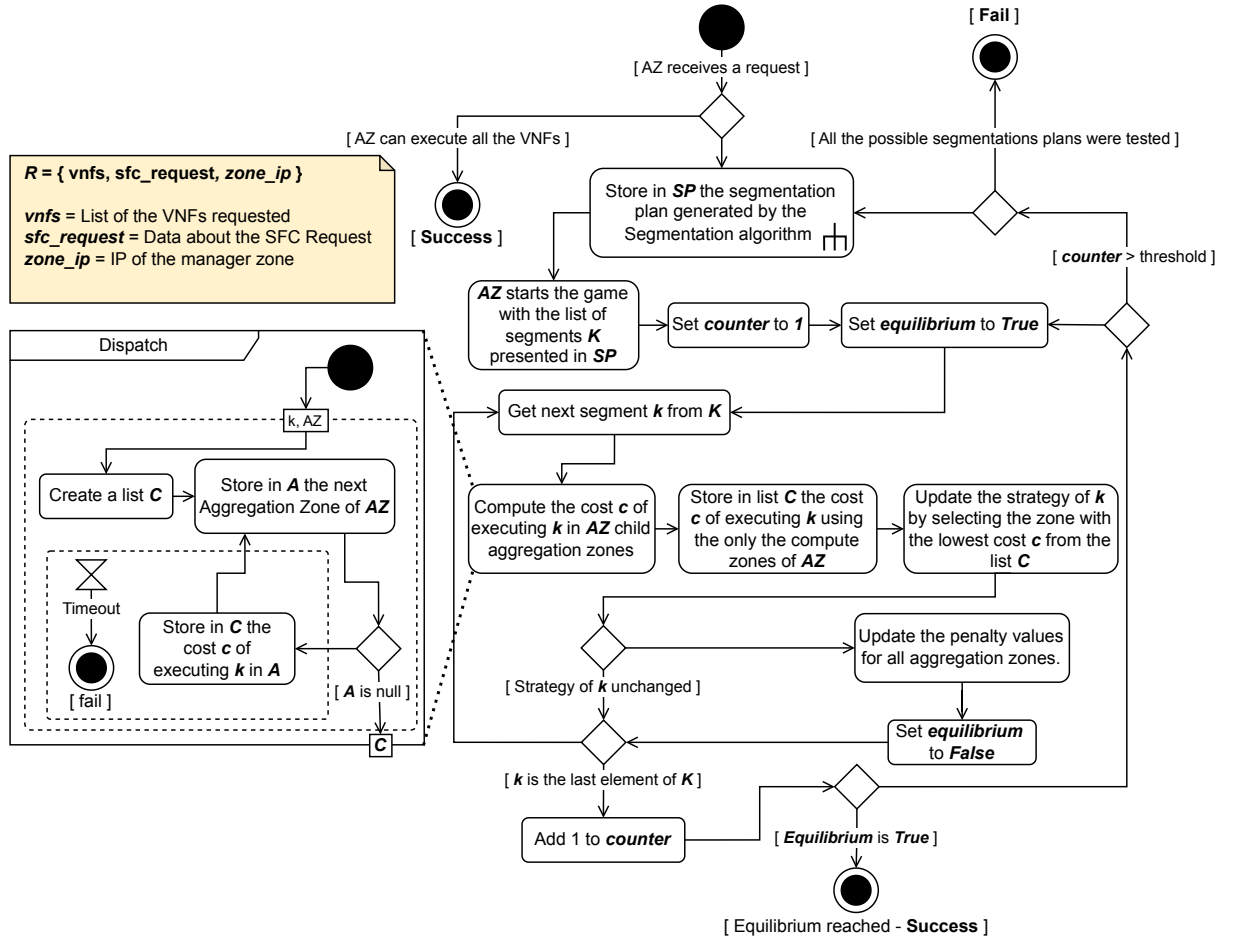 [ Fail ]
[ AZ receives a request ]
[ AZ can execute all the VNFs ]
[ All the possible segmentations plans were tested ]
R = { vnfs, sfc_request, zone_ip }
vnfs = List of the VNFs requested
sfc_request = Data about the SFC Request
zone_ip = IP of the manager zone
[ Success ]
Store in SP the segmentation
plan generated by the
Segmentation algorithm
[ counter > threshold ]
AZ starts the game
with the list of
segments K
presented in SP
Set counter to 1
Set equilibrium to True
Dispatch
k, AZ
Create a list C
Store in A the next
Aggregation Zone of AZ
Timeout
[ fail ]
Store in C the
cost c of
executing k in A
[ A is null ]
C
Get next segment k from K
Compute the cost c of
executing k in AZ child
aggregation zones
Store in list C the cost
c of executing k using
the only the compute
zones of AZ
Update the strategy of k
by selecting the zone with
the lowest cost c from the
list C
Update the penalty values
for all aggregation zones.
[ Strategy of k unchanged ]
Set equilibrium
to False
[ k is the last element of K ]
Add 1 to counter
[ Equilibrium is True ]
[ Equilibrium reached - Success ]